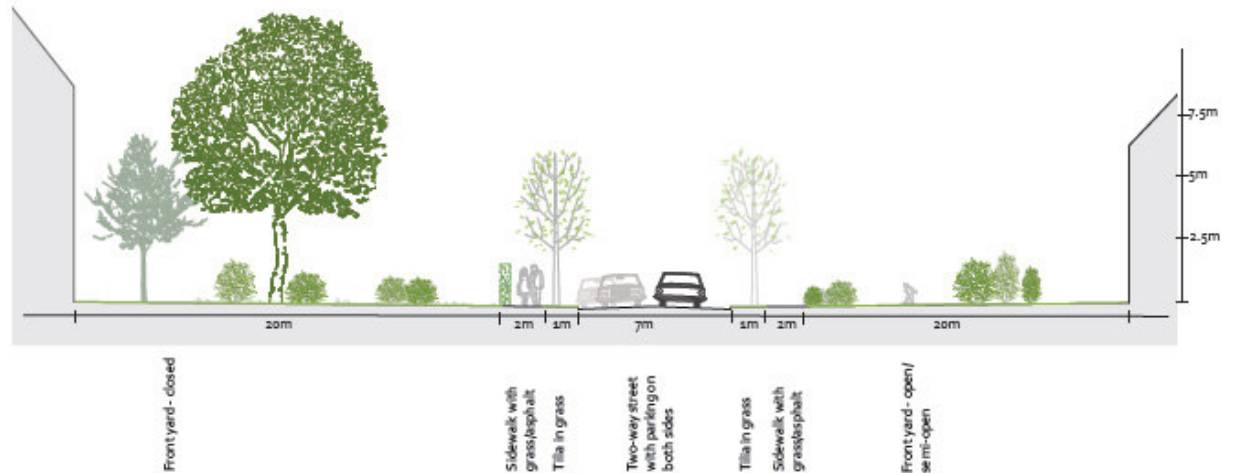 7.5m
5m
2.5m
20m
2m
1m
7m
1m
2m
20m
Front yard - closed
Sidewalk with
grass/asphalt
Tilia in grass
Two-way street
with parking on
both sides
Tilia in grass
Sidewalk with
grass/asphalt
Front yard - open/
semi-open